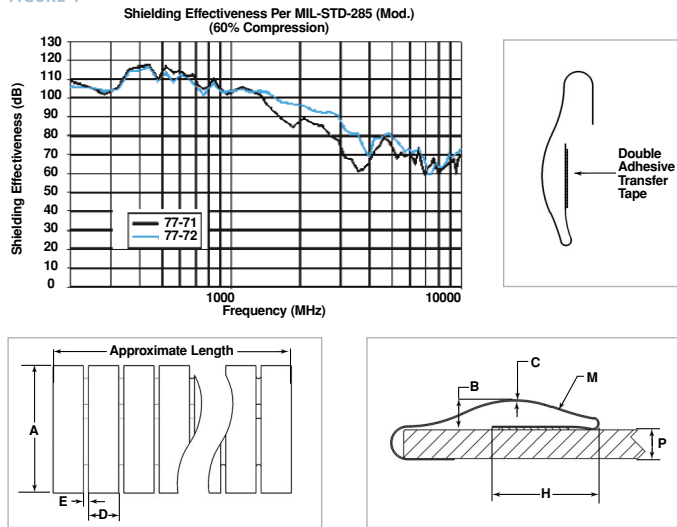 Shielding Effectiveness Per MIL-STD-285 (Mod.)
(60% Compression)
Shielding Effectiveness (dB)
130
120
110
100
90
80
70
60
50
40
30
20
10
0
77-71
77-72
1000
10000
Frequency (MHz)
Double
Adhesive
Transfer
Tape
Approximate Length
A
E
D
C
B
M
P
H